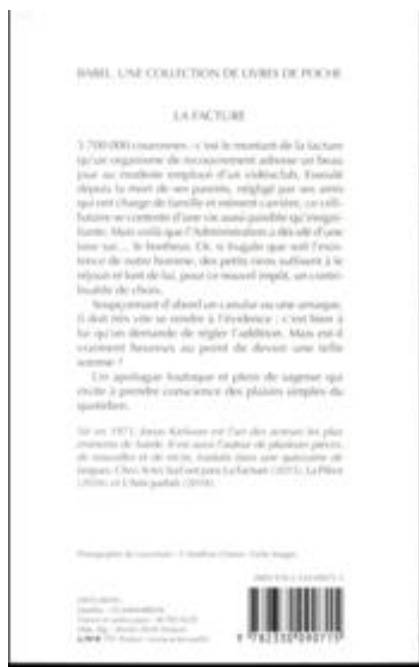 BABEL, UNE COLLECTION DE LIVRES DE POCHE
LA FACTURE
5 700 000 couronnes : c'est le montant de la facture
qu'un organisme de recouvrement adresse un beau
jour au modeste employé d'un vidéoclub. Esseulé
depuis la mort de ses parents, négligé par ses amis
qui ont charge de famille et mènent carrière, ce céli-
bataire se contente d'une vie aussi paisible qu'insigni-
fiante. Mais voilà que l'Administration a décidé d'une
taxe sur… le bonheur. Or, si frugale que soit l'exis-
tence de notre homme, des petits riens suffisent à le
réjouir et font de lui, pour ce nouvel impôt, un contri-
buable de choix.
Soupçonnant d'abord un canular ou une arnaque,
il doit très vite se rendre à l'évidence : c'est bien à
lui qu'on demande de régler l'addition. Mais est-il
vraiment heureux au point de devoir une telle
somme ?
Un apologue loufoque et plein de sagesse qui
incite à prendre conscience des plaisirs simples du
quotidien.
Né en 1971, Jonas Karlsson est l'un des acteurs les plus
éminents de Suède. Il est aussi l'auteur de plusieurs pièces,
de nouvelles et de récits, traduits dans une quinzaine de
langues. Chez Actes Sud ont paru La Facture (2015), La Pièce
(2016), et
Photographie de couverture : ©
9 782330 090715